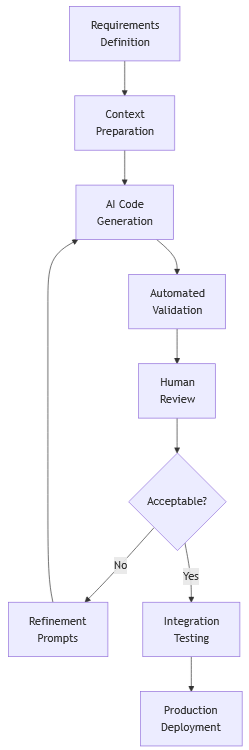 Requirements
Definition
Context
Preparation
AI Code
Generation
Automated
Validation
Human
Review
Acceptable?
No
Yes
Refinement
Prompts
Integration
Testing
Production
Deployment